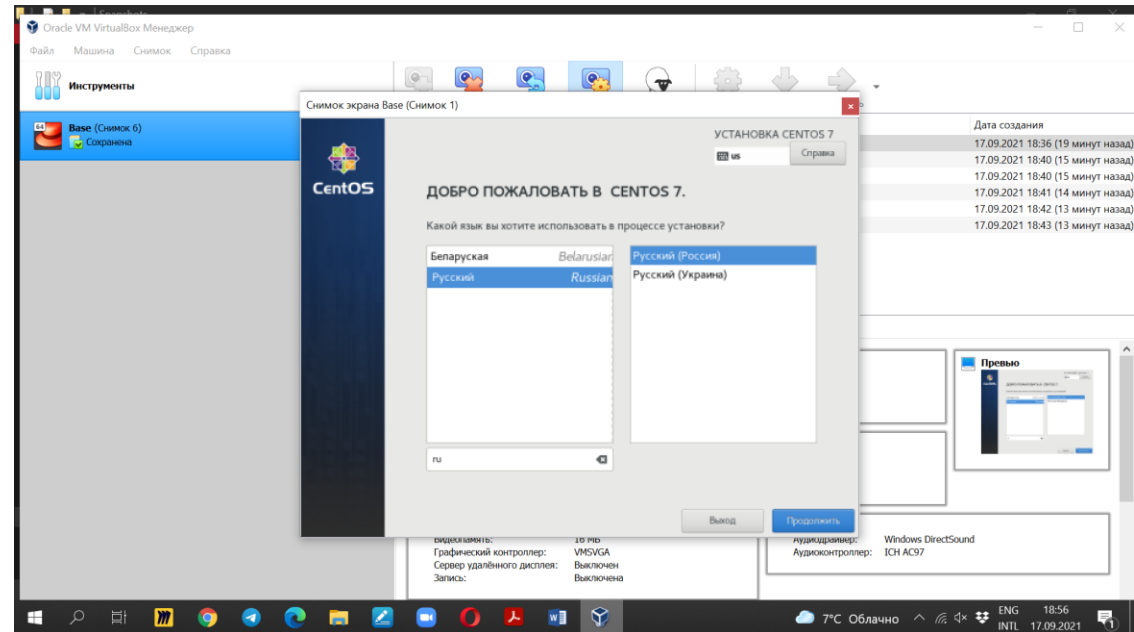 Oracle VM VirtualBox Менеджер
Файл Машина Снимок Справка
Инструменты
64 Base (Снимок 6)
Сохранена
Снимок экрана Base (Снимок 1)
УСТАНОВКА CENTOS 7
us Справка
CentOS
ДОБРО ПОЖАЛОВАТЬ В CENTOS 7.
Какой язык вы хотите использовать в процессе установки?
Беларуская Belarusian
Русский Russian
Русский (Россия)
Русский (Украина)
ru
Выход Продолжить
Дата создания
17.09.2021 18:36 (19 минут назад)
17.09.2021 18:40 (15 минут назад)
17.09.2021 18:40 (15 минут назад)
17.09.2021 18:41 (14 минут назад)
17.09.2021 18:42 (13 минут назад)
17.09.2021 18:43 (13 минут назад)
Превью
Видеопамять: 16 МБ
Графический контроллер: VMSVGA
Сервер удалённого дисплея: Выключен
Запись: Выключена
Аудиодрайвер: Windows DirectSound
Аудиоконтроллер: ICH AC97
7°C Облачно
ENG 18:56
INTL 17.09.2021
1